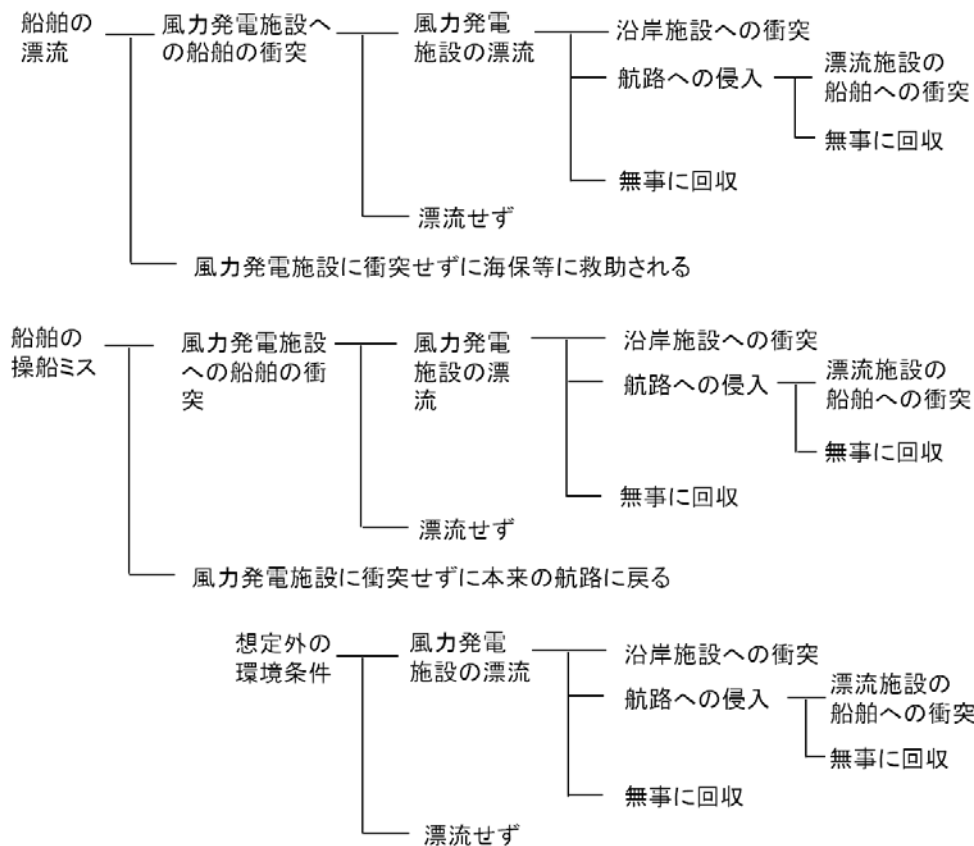 船舶の
漂流
風力発電施設へ
の船舶の衝突
風力発電
施設の漂流
沿岸施設への衝突
航路への侵入
漂流施設の
船舶への衝突
無事に回収
無事に回収
漂流せず
風力発電施設に衝突せずに海保等に救助される
船舶の
操船ミス
風力発電施設
への船舶の衝
突
風力発電
施設の漂
流
沿岸施設への衝突
航路への侵入
漂流施設の
船舶への衝突
無事に回収
無事に回収
漂流せず
風力発電施設に衝突せずに本来の航路に戻る
想定外の
環境条件
風力発電
施設の漂流
沿岸施設への衝突
航路への侵入
漂流施設の
船舶への衝突
無事に回収
無事に回収
漂流せず